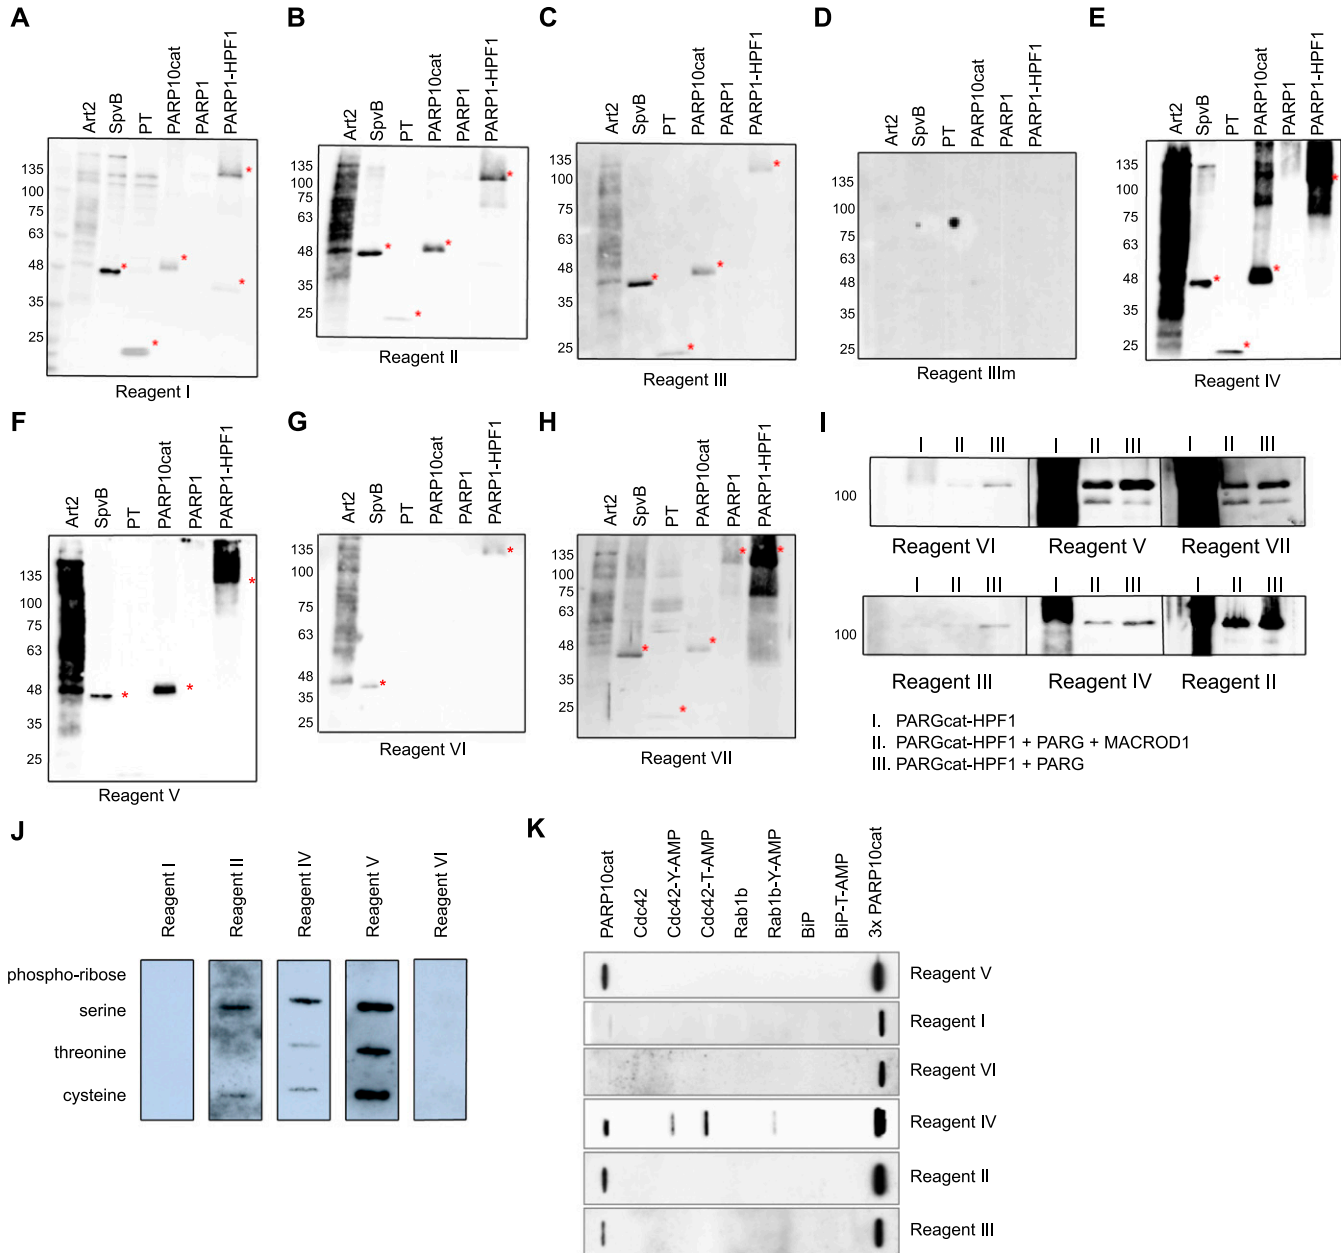 A
Art2
SpvB
PT
PARP10cat
PARP1
PARP1-HPF1
135
100
75
63
48
35
25
Reagent I
B
Art2
SpvB
PT
PARP10cat
PARP1
PARP1-HPF1
135
100
75
63
48
35
25
Reagent II
C
Art2
SpvB
PT
PARP10cat
PARP1
PARP1-HPF1
135
100
75
63
48
35
25
Reagent III
D
Art2
SpvB
PT
PARP10cat
PARP1
PARP1-HPF1
135
100
75
63
48
35
25
Reagent IIIm
E
Art2
SpvB
PT
PARP10cat
PARP1
PARP1-HPF1
135
100
75
63
48
35
25
Reagent IV
F
Art2
SpvB
PT
PARP10cat
PARP1
PARP1-HPF1
135
100
75
63
48
35
25
Reagent V
G
Art2
SpvB
PT
PARP10cat
PARP1
PARP1-HPF1
135
100
75
63
48
35
25
Reagent VI
H
Art2
SpvB
PT
PARP10cat
PARP1
PARP1-HPF1
135
100
75
63
48
35
25
Reagent VII
I
I II III I II III I II III
100
Reagent VI Reagent V Reagent VII
I II III I II III I II III
100
Reagent III Reagent IV Reagent II
I. PARGcat-HPF1
II. PARGcat-HPF1 + PARG + MACROD1
III. PARGcat-HPF1 + PARG
J
Reagent I
Reagent II
Reagent IV
Reagent V
Reagent VI
phospho-ribose
serine
threonine
cysteine
K
PARP10cat
Cdc42
Cdc42-Y-AMP
Cdc42-T-AMP
Rab1b
Rab1b-Y-AMP
BiP
BiP-T-AMP
3x PARP10cat
Reagent V
Reagent I
Reagent VI
Reagent IV
Reagent II
Reagent III